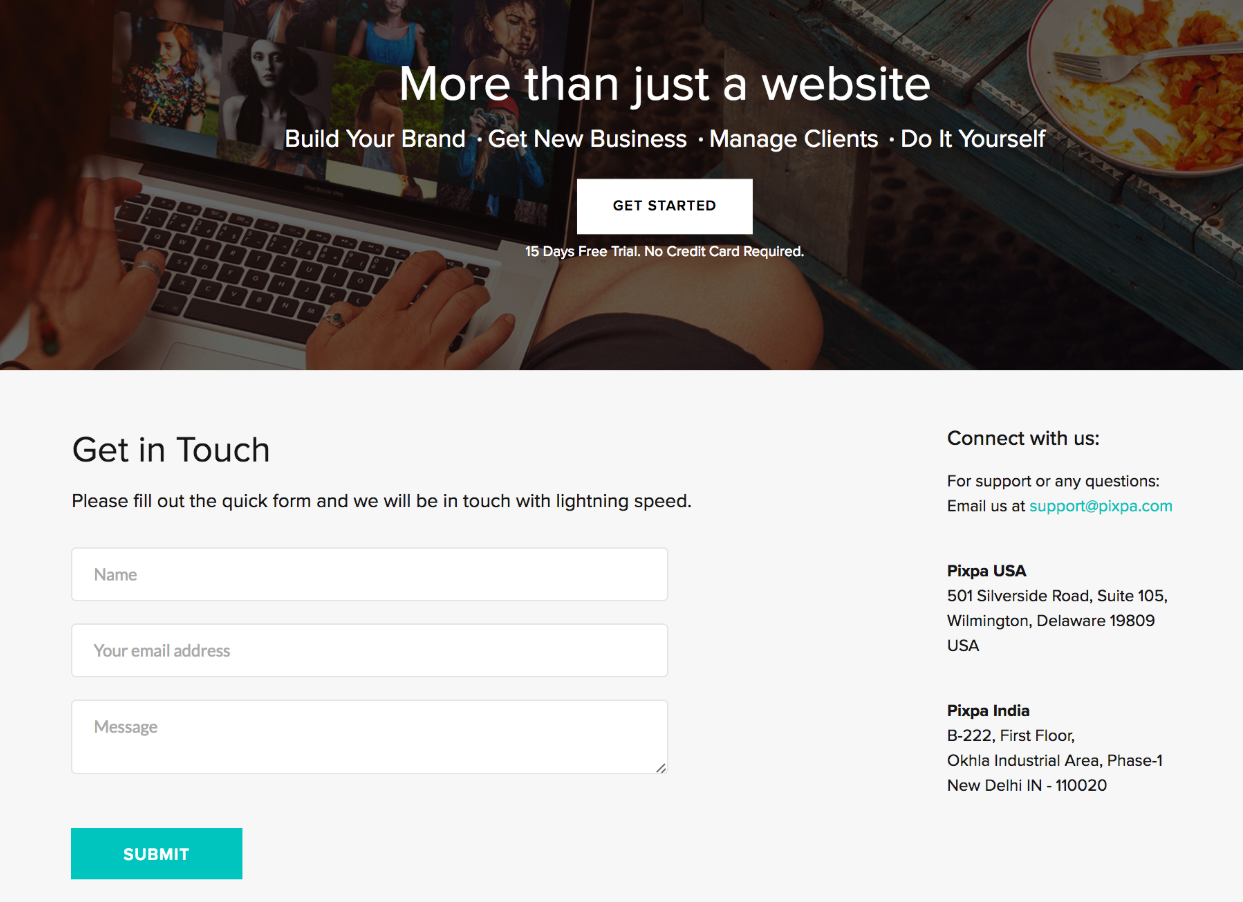 More than just a website
Build Your Brand · Get New Business · Manage Clients · Do It Yourself
GET STARTED
15 Days Free Trial. No Credit Card Required.
Get in Touch
Please fill out the quick form and we will be in touch with lightning speed.
Name
Your email address
Message
SUBMIT
Connect with us:
For support or any questions:
Email us at support@pixpa.com
Pixpa USA
501 Silverside Road, Suite 105,
Wilmington, Delaware 19809
USA
Pixpa India
B-222, First Floor,
Okhla Industrial Area, Phase-1
New Delhi IN - 110020